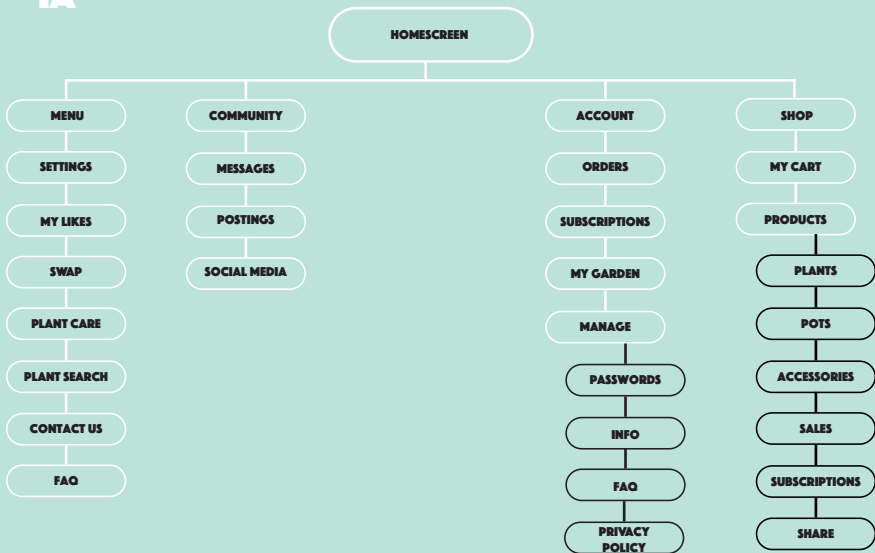 IA
HOMESCREEN
MENU
COMMUNITY
ACCOUNT
SHOP
SETTINGS
MESSAGES
ORDERS
MY CART
MY LIKES
POSTINGS
SUBSCRIPTIONS
PRODUCTS
SWAP
SOCIAL MEDIA
MY GARDEN
PLANTS
PLANT CARE
MANAGE
POTS
PLANT SEARCH
PASSWORDS
ACCESSORIES
CONTACT US
INFO
SALES
FAQ
FAQ
SUBSCRIPTIONS
PRIVACY
POLICY
SHARE